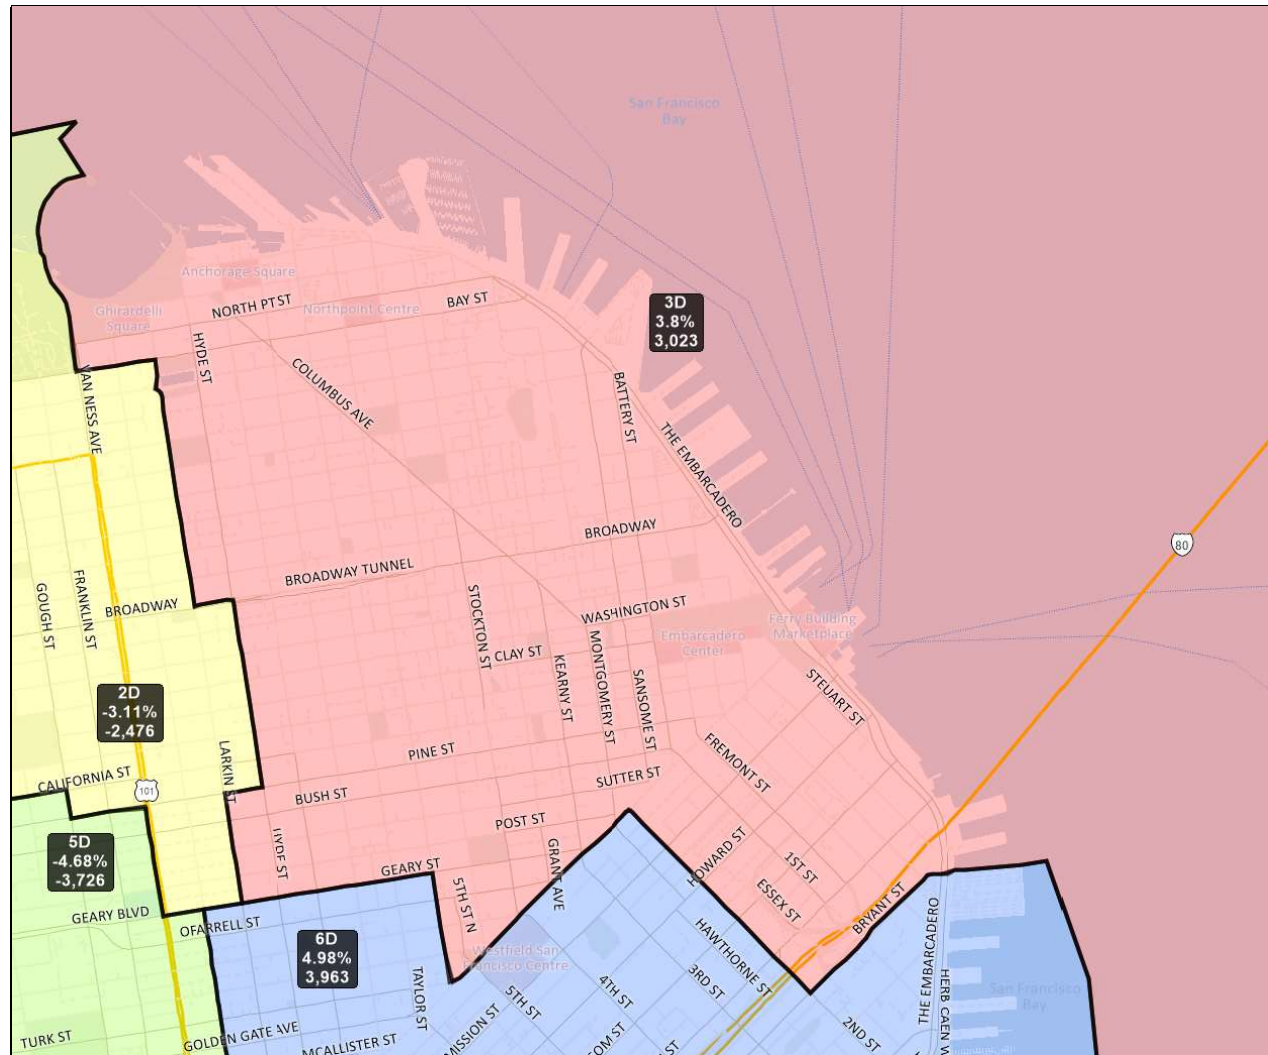 San Francisco
Bay
Anchorage Square
Ghirardelli
Square
NORTH PT ST
Northpoint Centre
BAY ST
3D
3.8%
3,023
HYDE ST
COLUMBUS AVE
VAN NESS AVE
BATTERY ST
THE EMBARCADERO
80
BROADWAY
BROADWAY TUNNEL
GOUGH ST
FRANKLIN ST
BROADWAY
STOCKTON ST
WASHINGTON ST
CLAY ST
KEARNY ST
MONTGOMERY ST
SANSOME ST
Embarcadero
Center
Ferry Building
Marketplace
STEUART ST
2D
-3.11%
-2,476
LARKIN ST
CALIFORNIA ST
101
PINE ST
BUSH ST
SUTTER ST
FREMONT ST
POST ST
5D
-4.68%
-3,726
HYDE ST
GEARY ST
GRANT AVE
5TH ST N
HOWARD ST
1ST ST
ESSEX ST
BRYANT ST
GEARY BLVD
OFARRELL ST
6D
4.98%
3,963
Westfield San
Francisco Centre
HAWTHORNE ST
THE EMBARCADERO
HERB CAEN W
San Francisco
Bay
TAYLOR ST
5TH ST
4TH ST
3RD ST
2ND ST
MISSION ST
OM ST
ST
TURK ST
GOLDEN GATE AVE
MCALLISTER ST